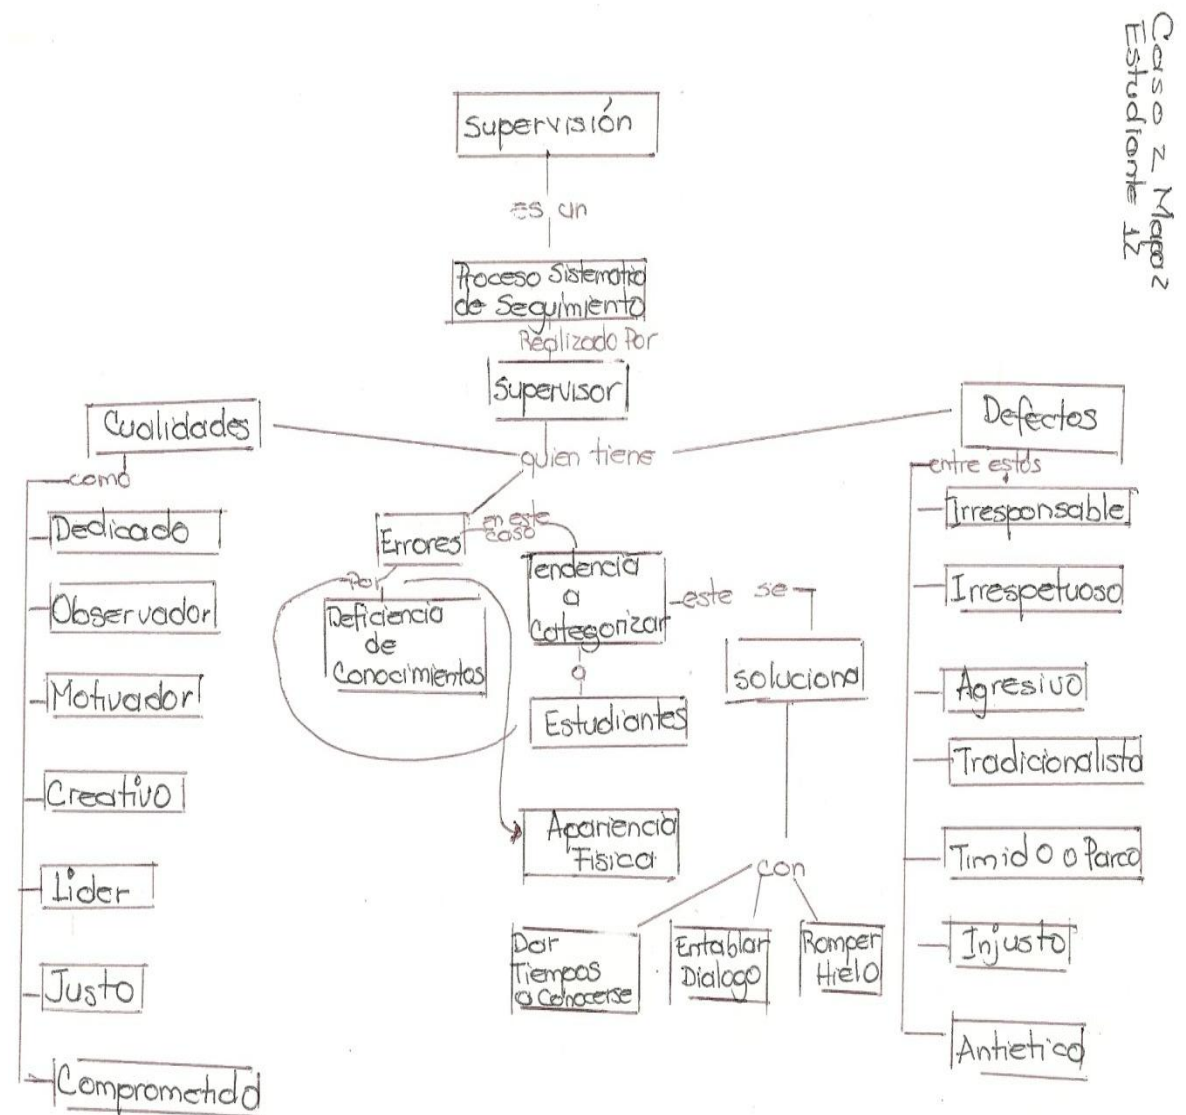 Caso 2 Mapa 2
Estudiante 12
Supervisión
es un
Proceso Sistematio
de Seguimiento
Realizado Por
Supervisor
quien tiene
Cualidades
como
Dedicado
Observador
Motivador
Creativo
Lider
Justo
Comprometido
Errores
en este
caso
Por
Deficiencia
de
Conocimientos
Tendencia
a
Categorizar
a
Estudiantes
Apariencia
Fisica
este se
soluciona
con
Dar
Tiempos
a Conocerse
Entablar
Dialogo
Romper
Hielo
Defectos
entre estos
Irresponsable
Irrespetuoso
Agresivo
Tradicionalista
Timido o Parco
Injusto
Antietico